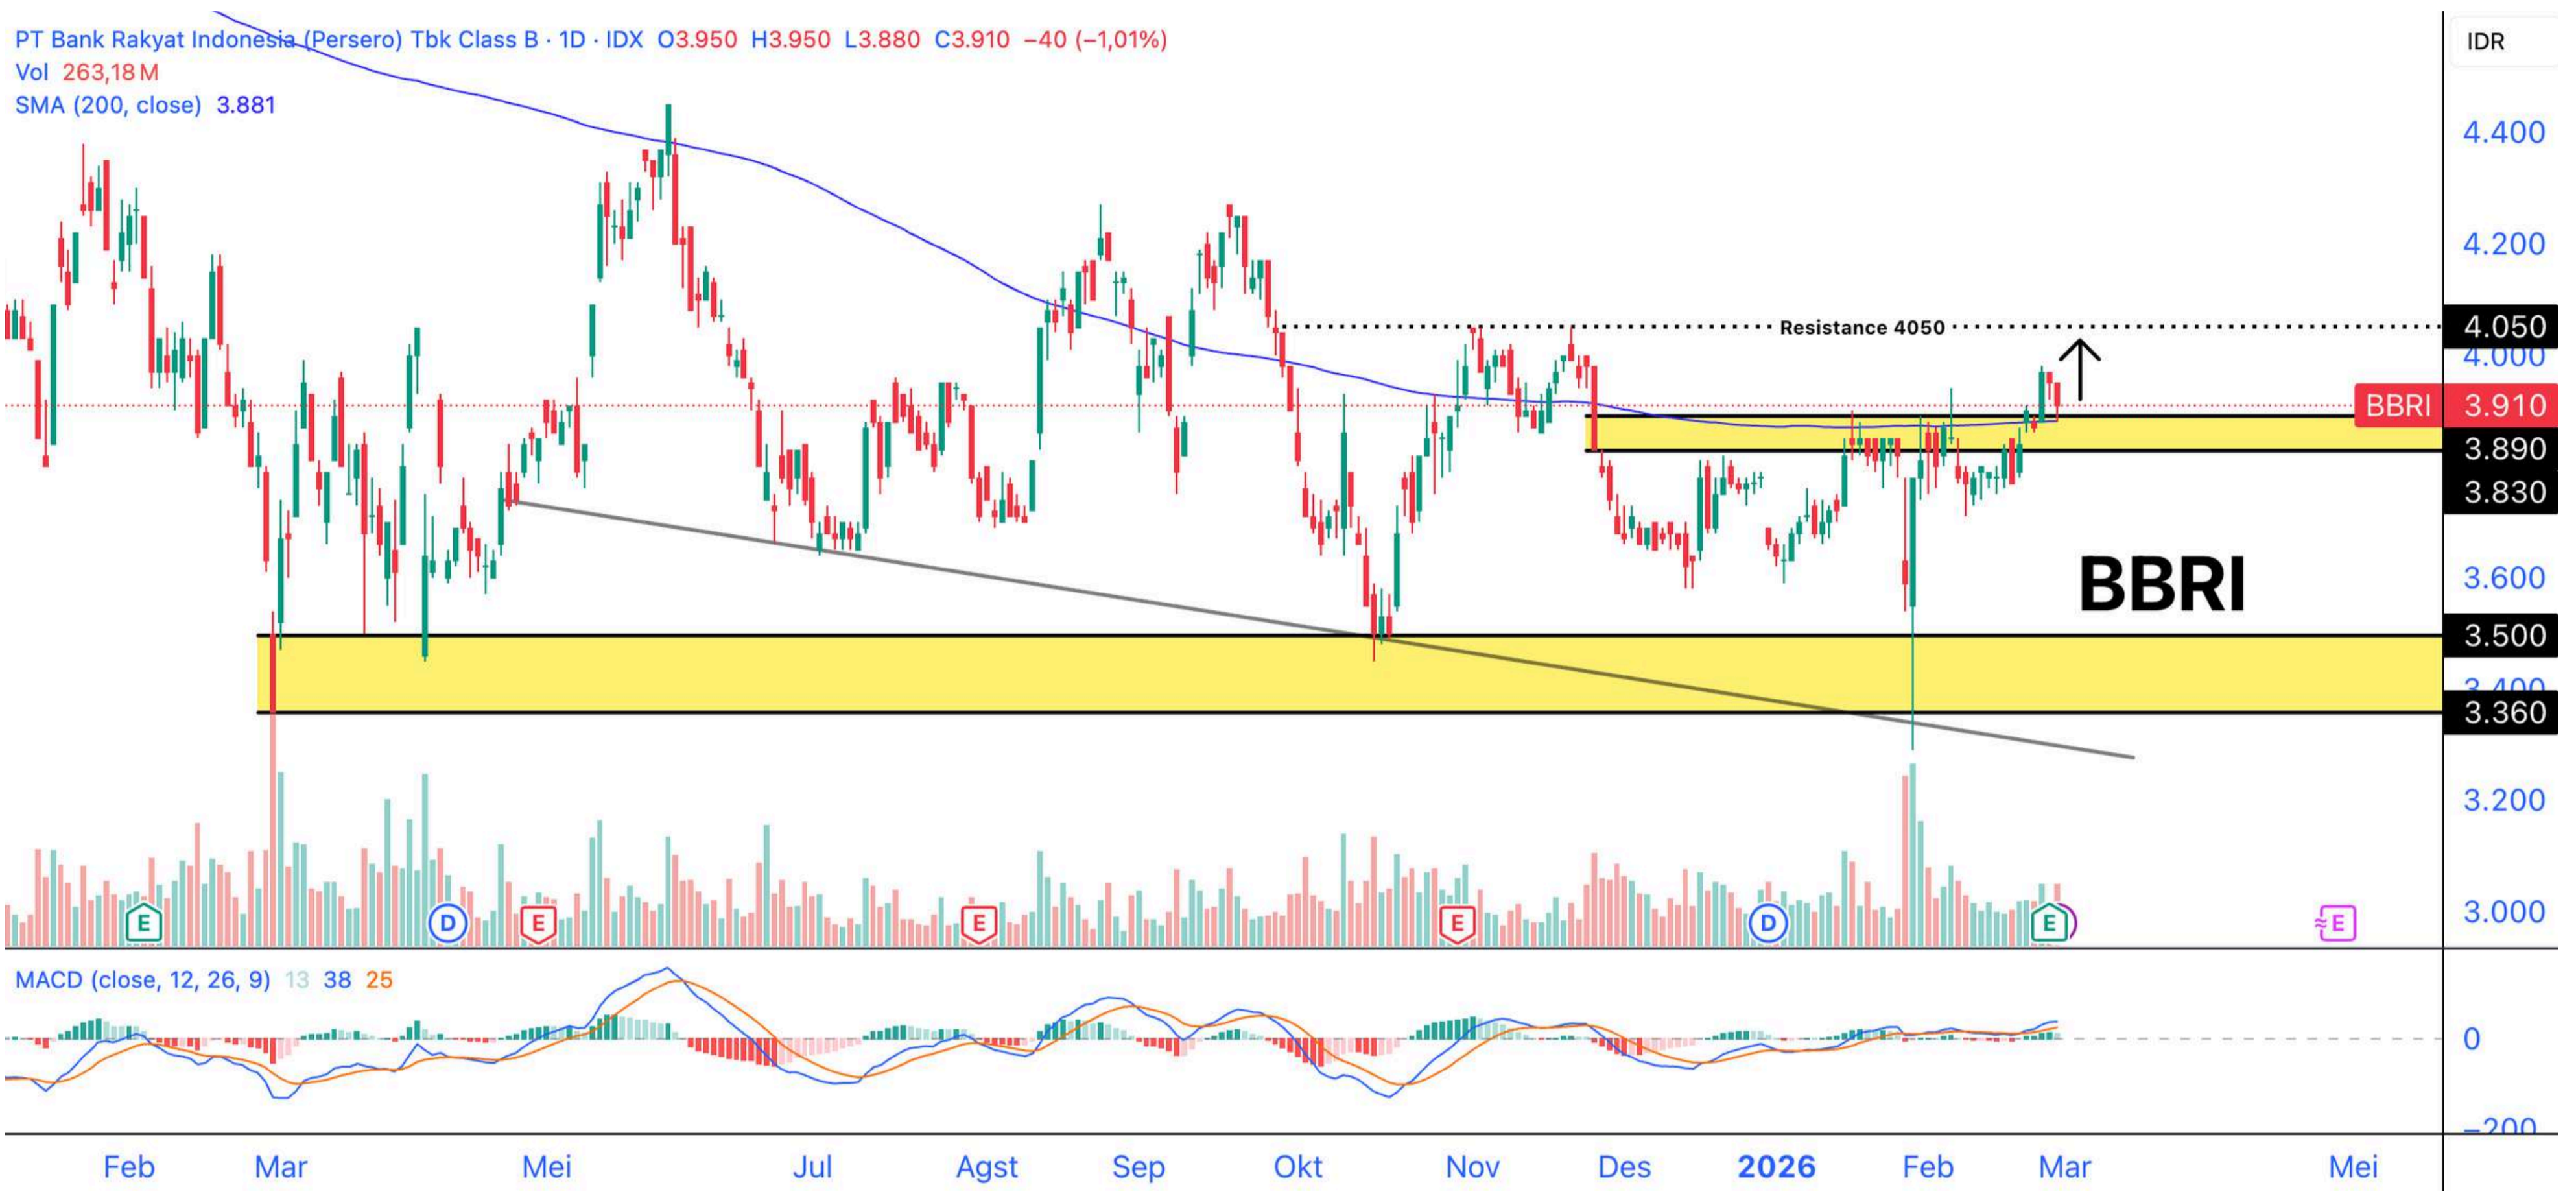 PT Bank Rakyat Indonesia (Persero) Tbk Class B · 1D · IDX O3.950 H3.950 L3.880 C3.910 −40 (−1,01%)
IDR
Vol 263,18 M
SMA (200, close) 3.881
4.400
4.200
Resistance 4050
4.050
4.000
BBRI 3.910
3.890
3.830
BBRI
3.600
3.500
3.400
3.360
3.200
3.000
E D E E E D E ≈E
MACD (close, 12, 26, 9) 13 38 25
0
−200
Feb Mar Mei Jul Agst Sep Okt Nov Des 2026 Feb Mar Mei